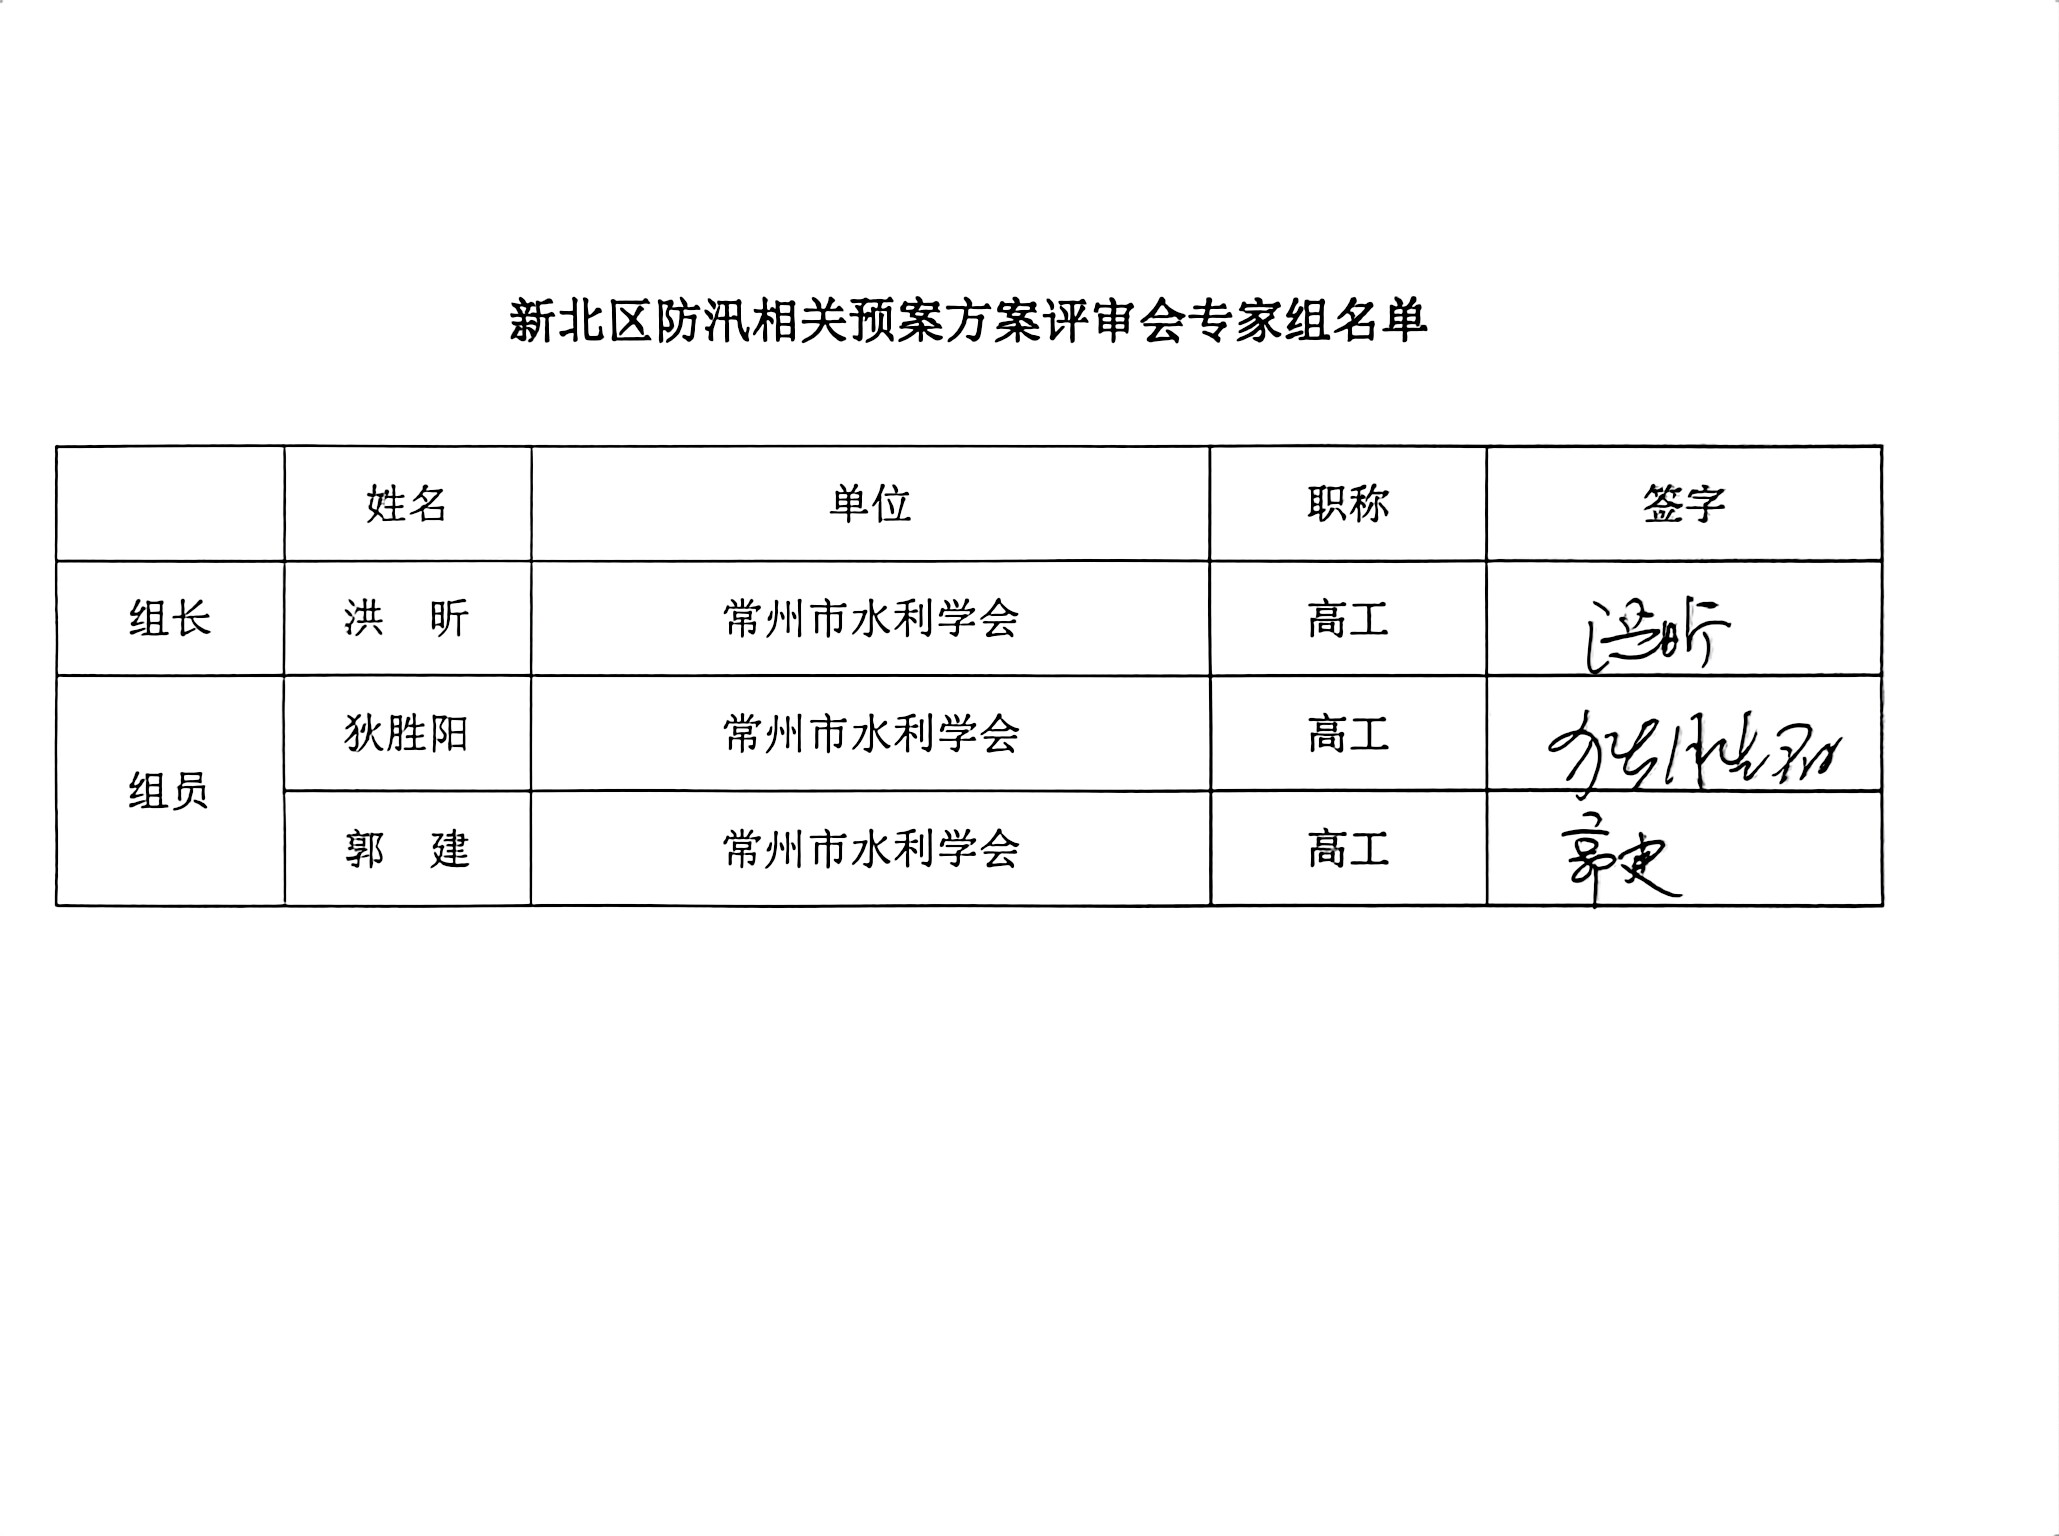 新北区防汛相关预案方案评审会专家组名单
姓名 单位 职称 签字
组长 洪 昕 常州市水利学会 高工 洪昕
组员 狄胜阳 常州市水利学会 高工 狄胜阳
郭 建 常州市水利学会 高工 郭建